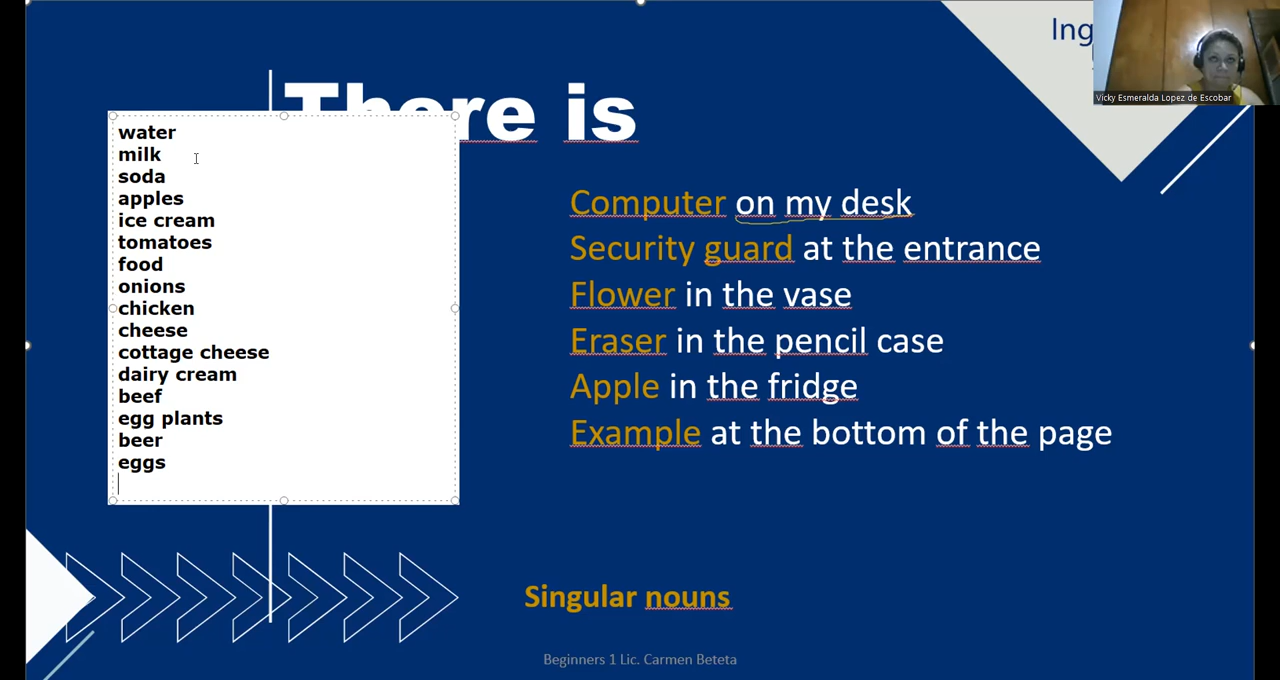 Ing
Vicky Esmeralda Lopez de Escobar
There is
water
milk
soda
apples
ice cream
tomatoes
food
onions
chicken
cheese
cottage cheese
dairy cream
beef
egg plants
beer
eggs
Computer on my desk
Security guard at the entrance
Flower in the vase
Eraser in the pencil case
Apple in the fridge
Example at the bottom of the page
Singular nouns
Beginners 1 Lic. Carmen Beteta